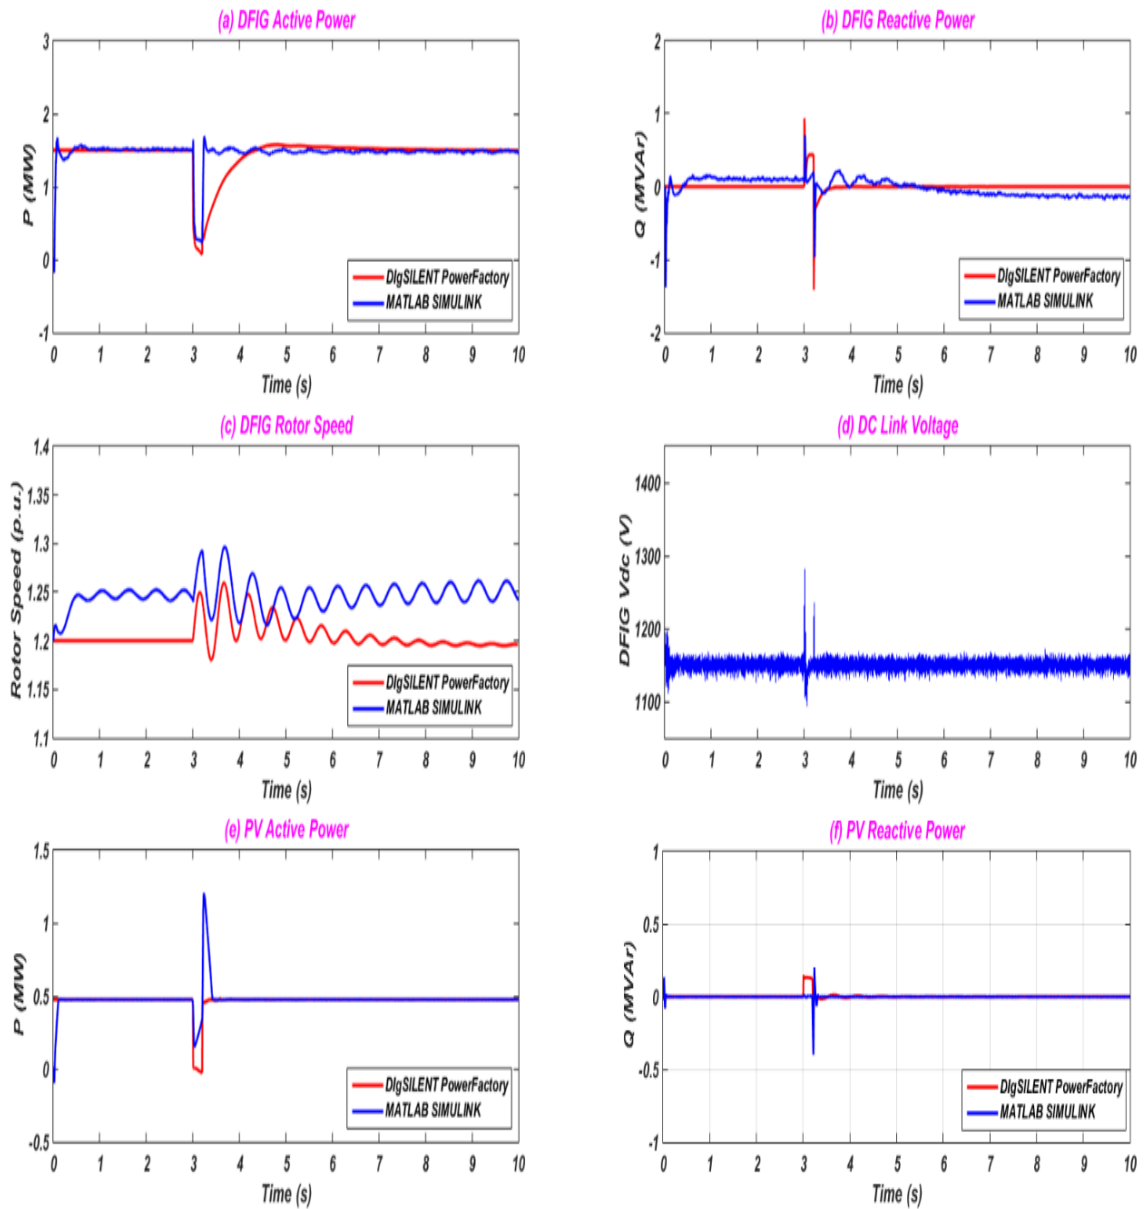 (a) DFIG Active Power
3
2
1
0
-1
P (MW)
DIgSILENT PowerFactory
MATLAB SIMULINK
0 1 2 3 4 5 6 7 8 9 10
Time (s)
(b) DFIG Reactive Power
2
1
0
-1
-2
Q (MVAr)
DIgSILENT PowerFactory
MATLAB SIMULINK
0 1 2 3 4 5 6 7 8 9 10
Time (s)
(c) DFIG Rotor Speed
1.4
1.35
1.3
1.25
1.2
1.15
1.1
Rotor Speed (p.u.)
DIgSILENT PowerFactory
MATLAB SIMULINK
0 1 2 3 4 5 6 7 8 9 10
Time (s)
(d) DC Link Voltage
1400
1300
1200
1100
DFIG Vdc (V)
0 1 2 3 4 5 6 7 8 9 10
Time (s)
(e) PV Active Power
1.5
1
0.5
0
-0.5
P (MW)
DIgSILENT PowerFactory
MATLAB SIMULINK
0 1 2 3 4 5 6 7 8 9 10
Time (s)
(f) PV Reactive Power
1
0.5
0
-0.5
-1
Q (MVAr)
DIgSILENT PowerFactory
MATLAB SIMULINK
0 1 2 3 4 5 6 7 8 9 10
Time (s)